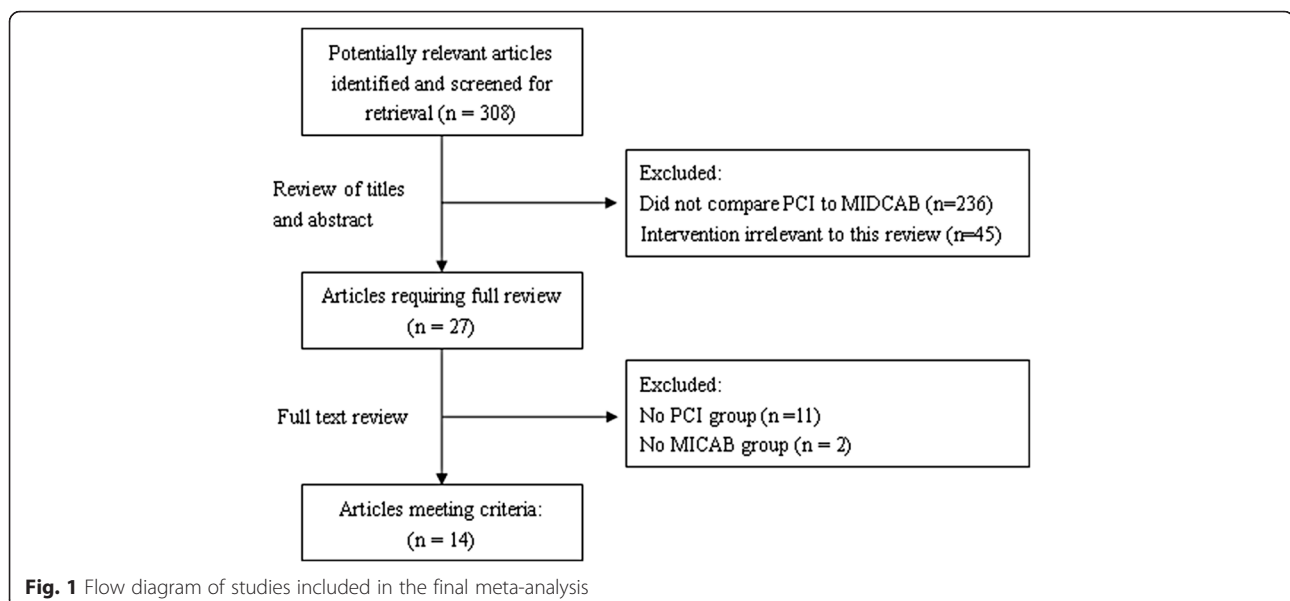 Potentially relevant articles
identified and screened for
retrieval (n = 308)
Review of titles
and abstract
Excluded:
Did not compare PCI to MIDCAB (n=236)
Intervention irrelevant to this review (n=45)
Articles requiring full review
(n = 27)
Full text review
Excluded:
No PCI group (n =11)
No MICAB group (n = 2)
Articles meeting criteria:
(n = 14)
Fig. 1 Flow diagram of studies included in the final meta-analysis